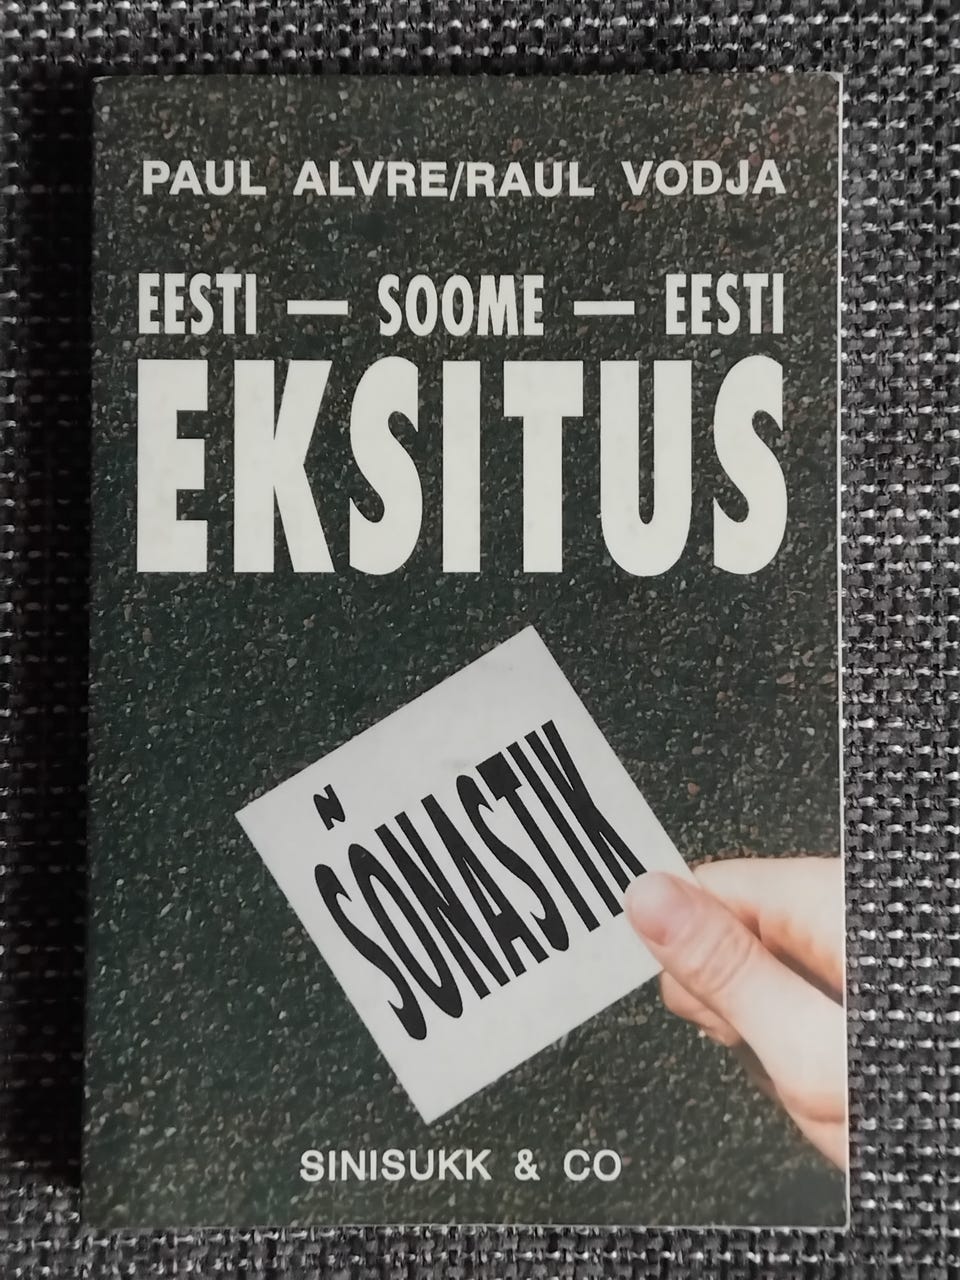 PAUL ALVRE/RAUL VODJA
EESTI — SOOME — EESTI
EKSITUS
SÕNASTIK
SINISUKK & CO